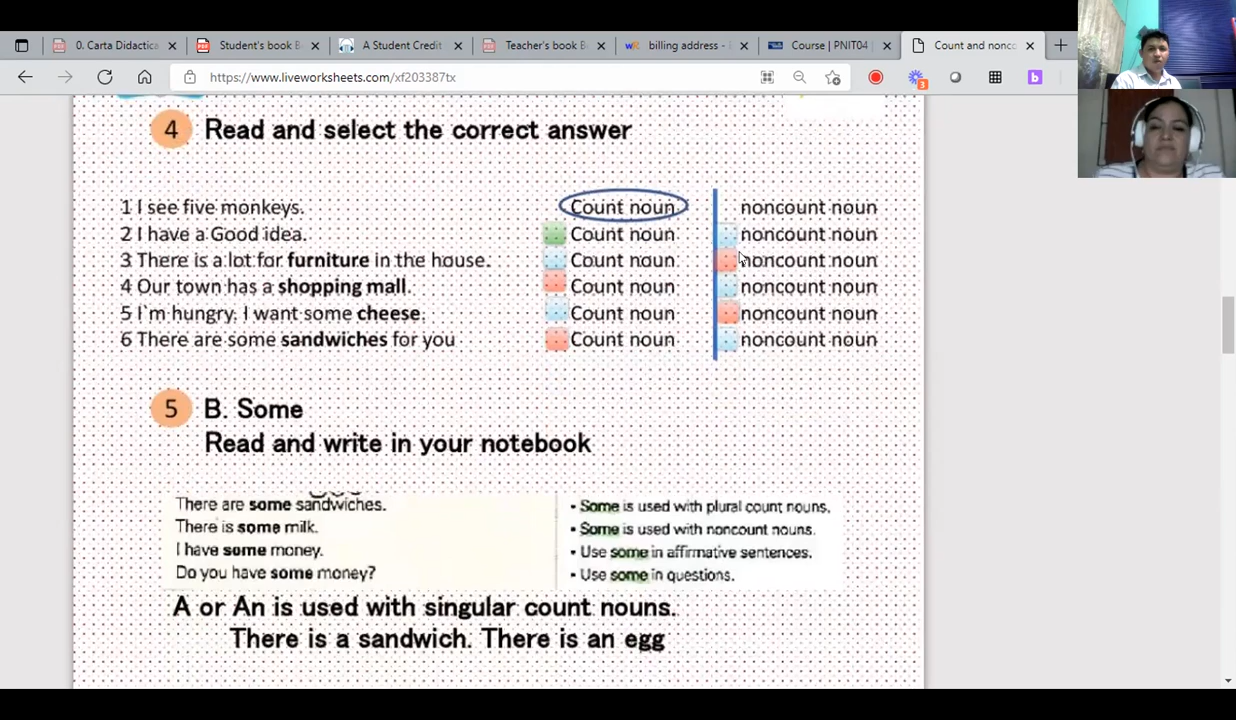 0. Carta Didactica
Student's book B
A Student Credit
Teacher's book B
billing address -
Course | PNIT04
Count and nonco
https://www.liveworksheets.com/xf203387tx
3
b
4 Read and select the correct answer
1 I see five monkeys. Count noun noncount noun
2 I have a Good idea. Count noun noncount noun
3 There is a lot for furniture in the house. Count noun noncount noun
4 Our town has a shopping mall. Count noun noncount noun
5 I`m hungry. I want some cheese. Count noun noncount noun
6 There are some sandwiches for you Count noun noncount noun
5 B. Some
Read and write in your notebook
There are some sandwiches.
There is some milk.
I have some money.
Do you have some money?
• Some is used with plural count nouns.
• Some is used with noncount nouns.
• Use some in affirmative sentences.
• Use some in questions.
A or An is used with singular count nouns.
There is a sandwich. There is an egg